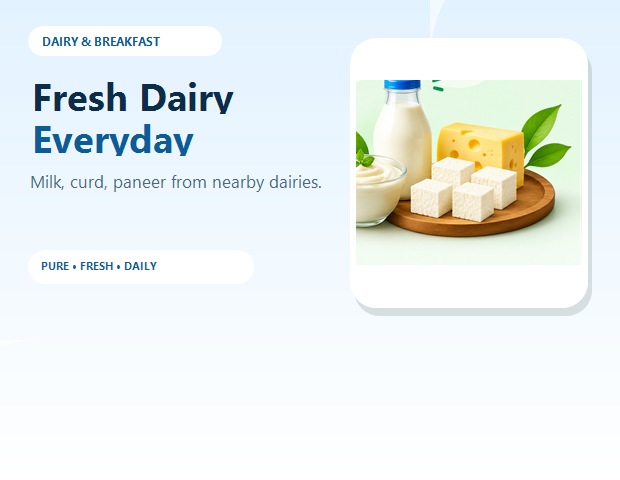 DAIRY & BREAKFAST
Fresh Dairy
Everyday
Milk, curd, paneer from nearby dairies.
PURE • FRESH • DAILY